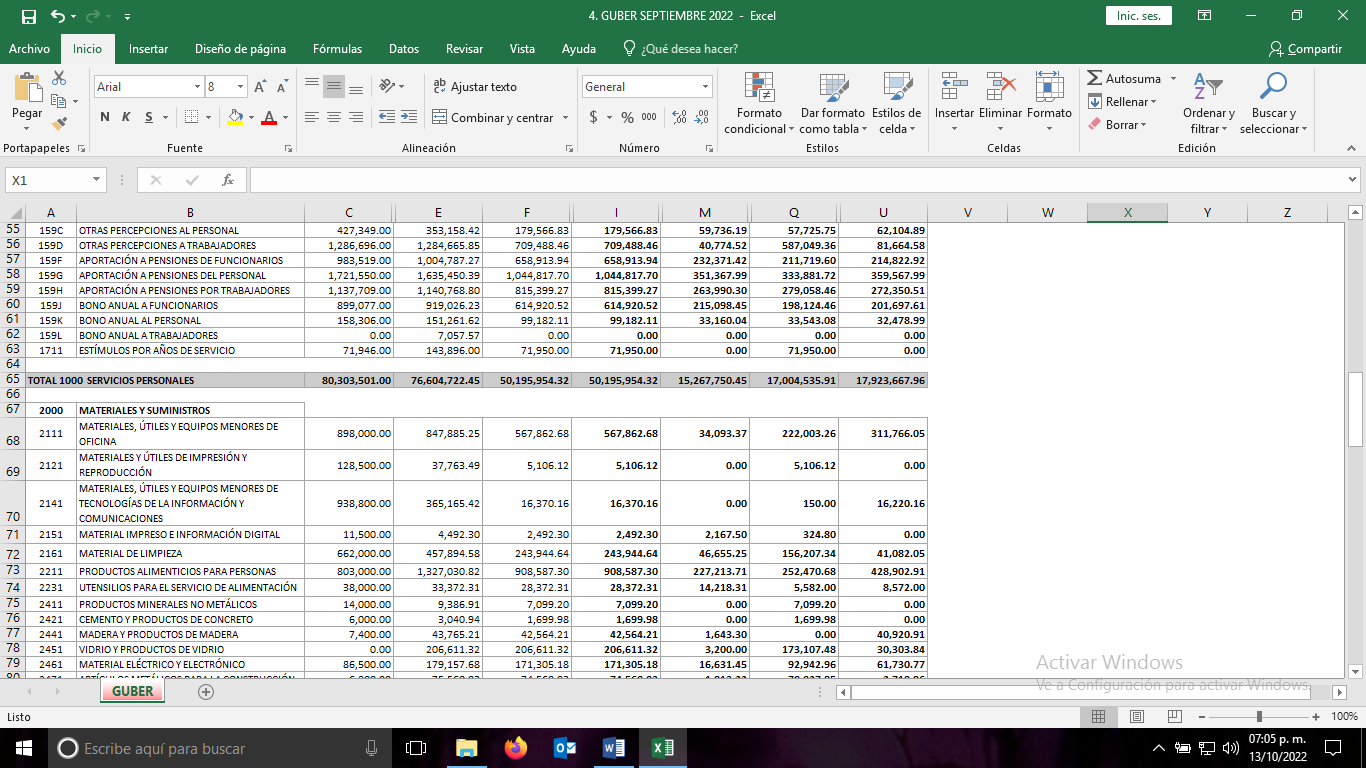 4. GUBER SEPTIEMBRE 2022 - Excel
Inic. ses.
Archivo Inicio Insertar Diseño de página Fórmulas Datos Revisar Vista Ayuda ¿Qué desea hacer? Compartir
Pegar
Arial 8
N K S
Ajustar texto
Combinar y centrar
General
$ % 000
Formato condicional
Dar formato como tabla
Estilos de celda
Insertar Eliminar Formato
Autosuma
Rellenar
Borrar
Ordenar y filtrar
Buscar y seleccionar
Portapapeles Fuente Alineación Número Estilos Celdas Edición
X1 fx
A B C E F I M Q U V W X Y Z
55 159C OTRAS PERCEPCIONES AL PERSONAL 427,349.00 353,158.42 179,566.83 179,566.83 59,736.19 57,725.75 62,104.89
56 159D OTRAS PERCEPCIONES A TRABAJADORES 1,286,696.00 1,284,665.85 709,488.46 709,488.46 40,774.52 587,049.36 81,664.58
57 159F APORTACIÓN A PENSIONES DE FUNCIONARIOS 983,519.00 1,004,787.27 658,913.94 658,913.94 232,371.42 211,719.60 214,822.92
58 159G APORTACIÓN A PENSIONES DEL PERSONAL 1,721,550.00 1,635,450.39 1,044,817.70 1,044,817.70 351,367.99 333,881.72 359,567.99
59 159H APORTACIÓN A PENSIONES POR TRABAJADORES 1,137,709.00 1,140,768.80 815,399.27 815,399.27 263,990.30 279,058.46 272,350.51
60 159J BONO ANUAL A FUNCIONARIOS 899,077.00 919,026.23 614,920.52 614,920.52 215,098.45 198,124.46 201,697.61
61 159K BONO ANUAL AL PERSONAL 158,306.00 151,261.62 99,182.11 99,182.11 33,160.04 33,543.08 32,478.99
62 159L BONO ANUAL A TRABAJADORES 0.00 7,057.57 0.00 0.00 0.00 0.00 0.00
63 1711 ESTÍMULOS POR AÑOS DE SERVICIO 71,946.00 143,896.00 71,950.00 71,950.00 0.00 71,950.00 0.00
64
65 TOTAL 1000 SERVICIOS PERSONALES 80,303,501.00 76,604,722.45 50,195,954.32 50,195,954.32 15,267,750.45 17,004,535.91 17,923,667.96
66
67 2000 MATERIALES Y SUMINISTROS
68 2111 MATERIALES, ÚTILES Y EQUIPOS MENORES DE
OFICINA 898,000.00 847,885.25 567,862.68 567,862.68 34,093.37 222,003.26 311,766.05
69 2121 MATERIALES Y ÚTILES DE IMPRESIÓN Y
REPRODUCCIÓN 128,500.00 37,763.49 5,106.12 5,106.12 0.00 5,106.12 0.00
70 2141 MATERIALES, ÚTILES Y EQUIPOS MENORES DE
TECNOLOGÍAS DE LA INFORMACIÓN Y
COMUNICACIONES 938,800.00 365,165.42 16,370.16 16,370.16 0.00 150.00 16,220.16
71 2151 MATERIAL IMPRESO E INFORMACIÓN DIGITAL 11,500.00 4,492.30 2,492.30 2,492.30 2,167.50 324.80 0.00
72 2161 MATERIAL DE LIMPIEZA 662,000.00 457,894.58 243,944.64 243,944.64 46,655.25 156,207.34 41,082.05
73 2211 PRODUCTOS ALIMENTICIOS PARA PERSONAS 803,000.00 1,327,030.82 908,587.30 908,587.30 227,213.71 252,470.68 428,902.91
74 2231 UTENSILIOS PARA EL SERVICIO DE ALIMENTACIÓN 38,000.00 33,372.31 28,372.31 28,372.31 14,218.31 5,582.00 8,572.00
75 2411 PRODUCTOS MINERALES NO METÁLICOS 14,000.00 9,386.91 7,099.20 7,099.20 0.00 7,099.20 0.00
76 2421 CEMENTO Y PRODUCTOS DE CONCRETO 6,000.00 3,040.94 1,699.98 1,699.98 0.00 1,699.98 0.00
77 2441 MADERA Y PRODUCTOS DE MADERA 7,400.00 43,765.21 42,564.21 42,564.21 1,643.30 0.00 40,920.91
78 2451 VIDRIO Y PRODUCTOS DE VIDRIO 0.00 206,611.32 206,611.32 206,611.32 3,200.00 173,107.48 30,303.84
79 2461 MATERIAL ELÉCTRICO Y ELECTRÓNICO 86,500.00 179,157.68 171,305.18 171,305.18 16,631.45 92,942.96 61,730.77
Activar Windows
Ve a Configuración para activar Windows.
GUBER
Listo 100%
Escribe aquí para buscar
07:05 p. m.
13/10/2022